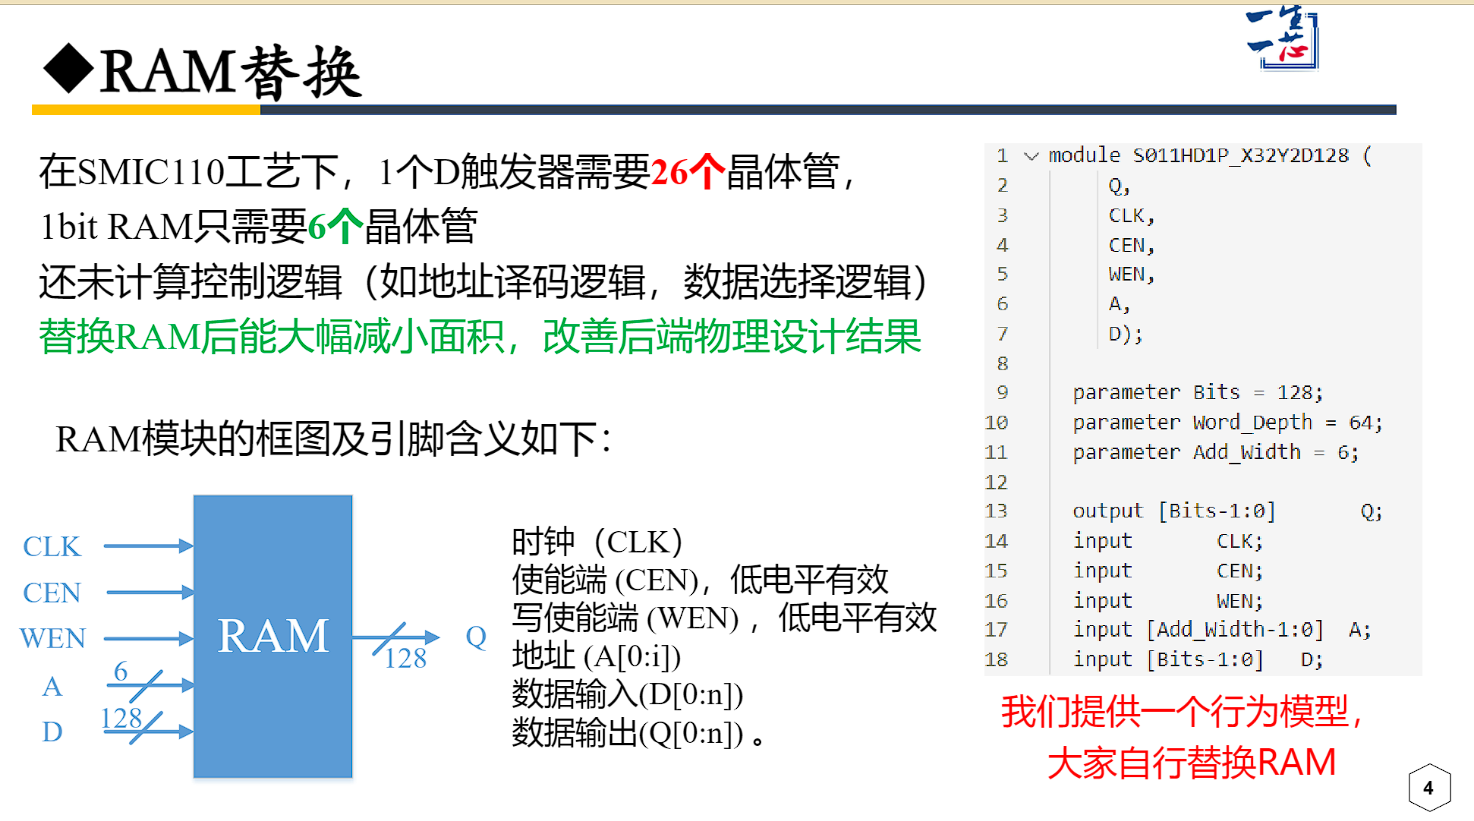 一生
一芯
◆RAM替换
在SMIC110工艺下，1个D触发器需要26个晶体管，
1bit RAM只需要6个晶体管
还未计算控制逻辑（如地址译码逻辑，数据选择逻辑）
替换RAM后能大幅减小面积，改善后端物理设计结果
RAM模块的框图及引脚含义如下：
CLK
CEN
WEN
A
D
6
128
RAM
128
Q
时钟（CLK）
使能端 (CEN)，低电平有效
写使能端 (WEN) ，低电平有效
地址 (A[0:i])
数据输入(D[0:n])
数据输出(Q[0:n]) 。
1 module S011HD1P_X32Y2D128 (
2 Q,
3 CLK,
4 CEN,
5 WEN,
6 A,
7 D);
8
9 parameter Bits = 128;
10 parameter Word_Depth = 64;
11 parameter Add_Width = 6;
12
13 output [Bits-1:0] Q;
14 input CLK;
15 input CEN;
16 input WEN;
17 input [Add_Width-1:0] A;
18 input [Bits-1:0] D;
我们提供一个行为模型，
大家自行替换RAM
4